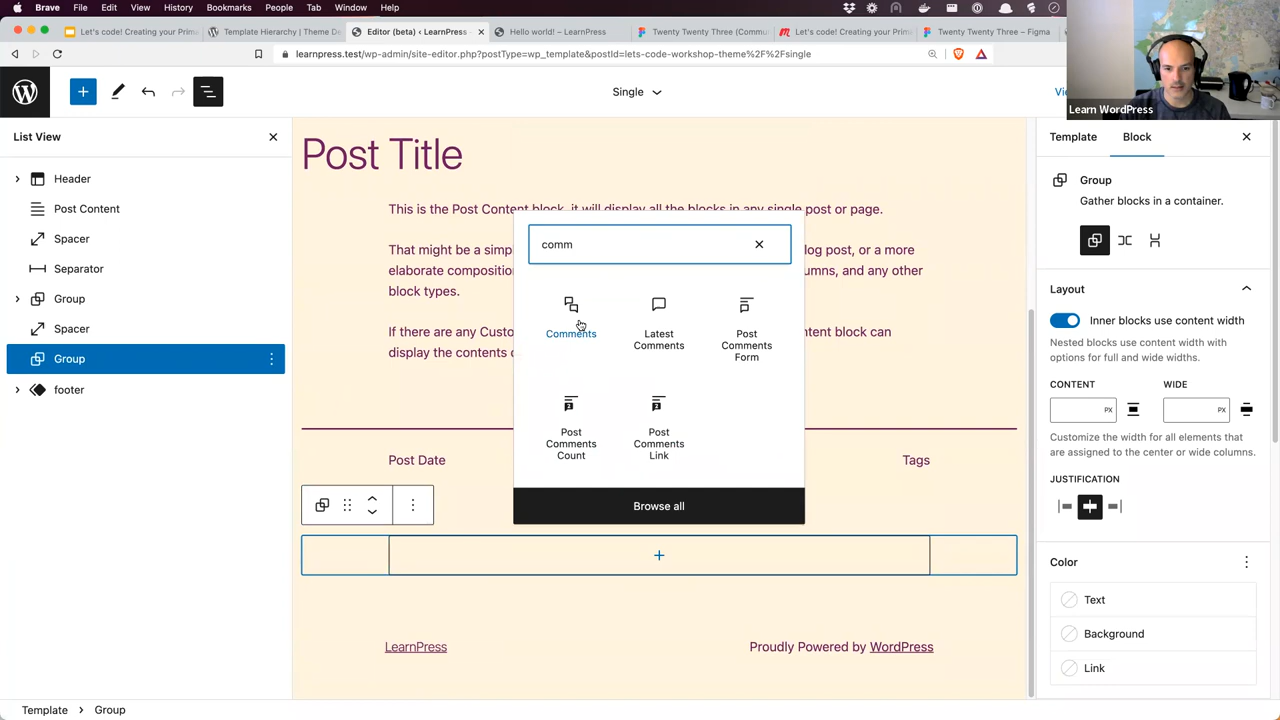 Brave File Edit View History Bookmarks People Tab Window Help
Let's code! Creating your Prima
Template Hierarchy | Theme De
Editor (beta) ‹ LearnPress -
Hello world! – LearnPress
Twenty Twenty Three (Commu
Let's code! Creating your Prima
Twenty Twenty Three – Figma
learnpress.test/wp-admin/site-editor.php?postType=wp_template&postId=lets-code-workshop-theme%2F%2Fsingle
Single
Vie
Learn WordPress
List View
Header
Post Content
Spacer
Separator
Group
Spacer
Group
footer
Post Title
This is the Post Content block, it will display all the blocks in any single post or page.
That might be a simp
log post, or a more
elaborate composition
umns, and any other
block types.
If there are any Custo
ntent block can
display the contents o
comm
Comments
Latest
Comments
Post
Comments
Form
Post
Comments
Count
Post
Comments
Link
Browse all
Post Date
Tags
LearnPress
Proudly Powered by WordPress
Template
Block
Group
Gather blocks in a container.
Layout
Inner blocks use content width
Nested blocks use content width with
options for full and wide widths.
CONTENT
WIDE
PX
PX
Customize the width for all elements that
are assigned to the center or wide columns.
JUSTIFICATION
Color
Text
Background
Link
Template › Group